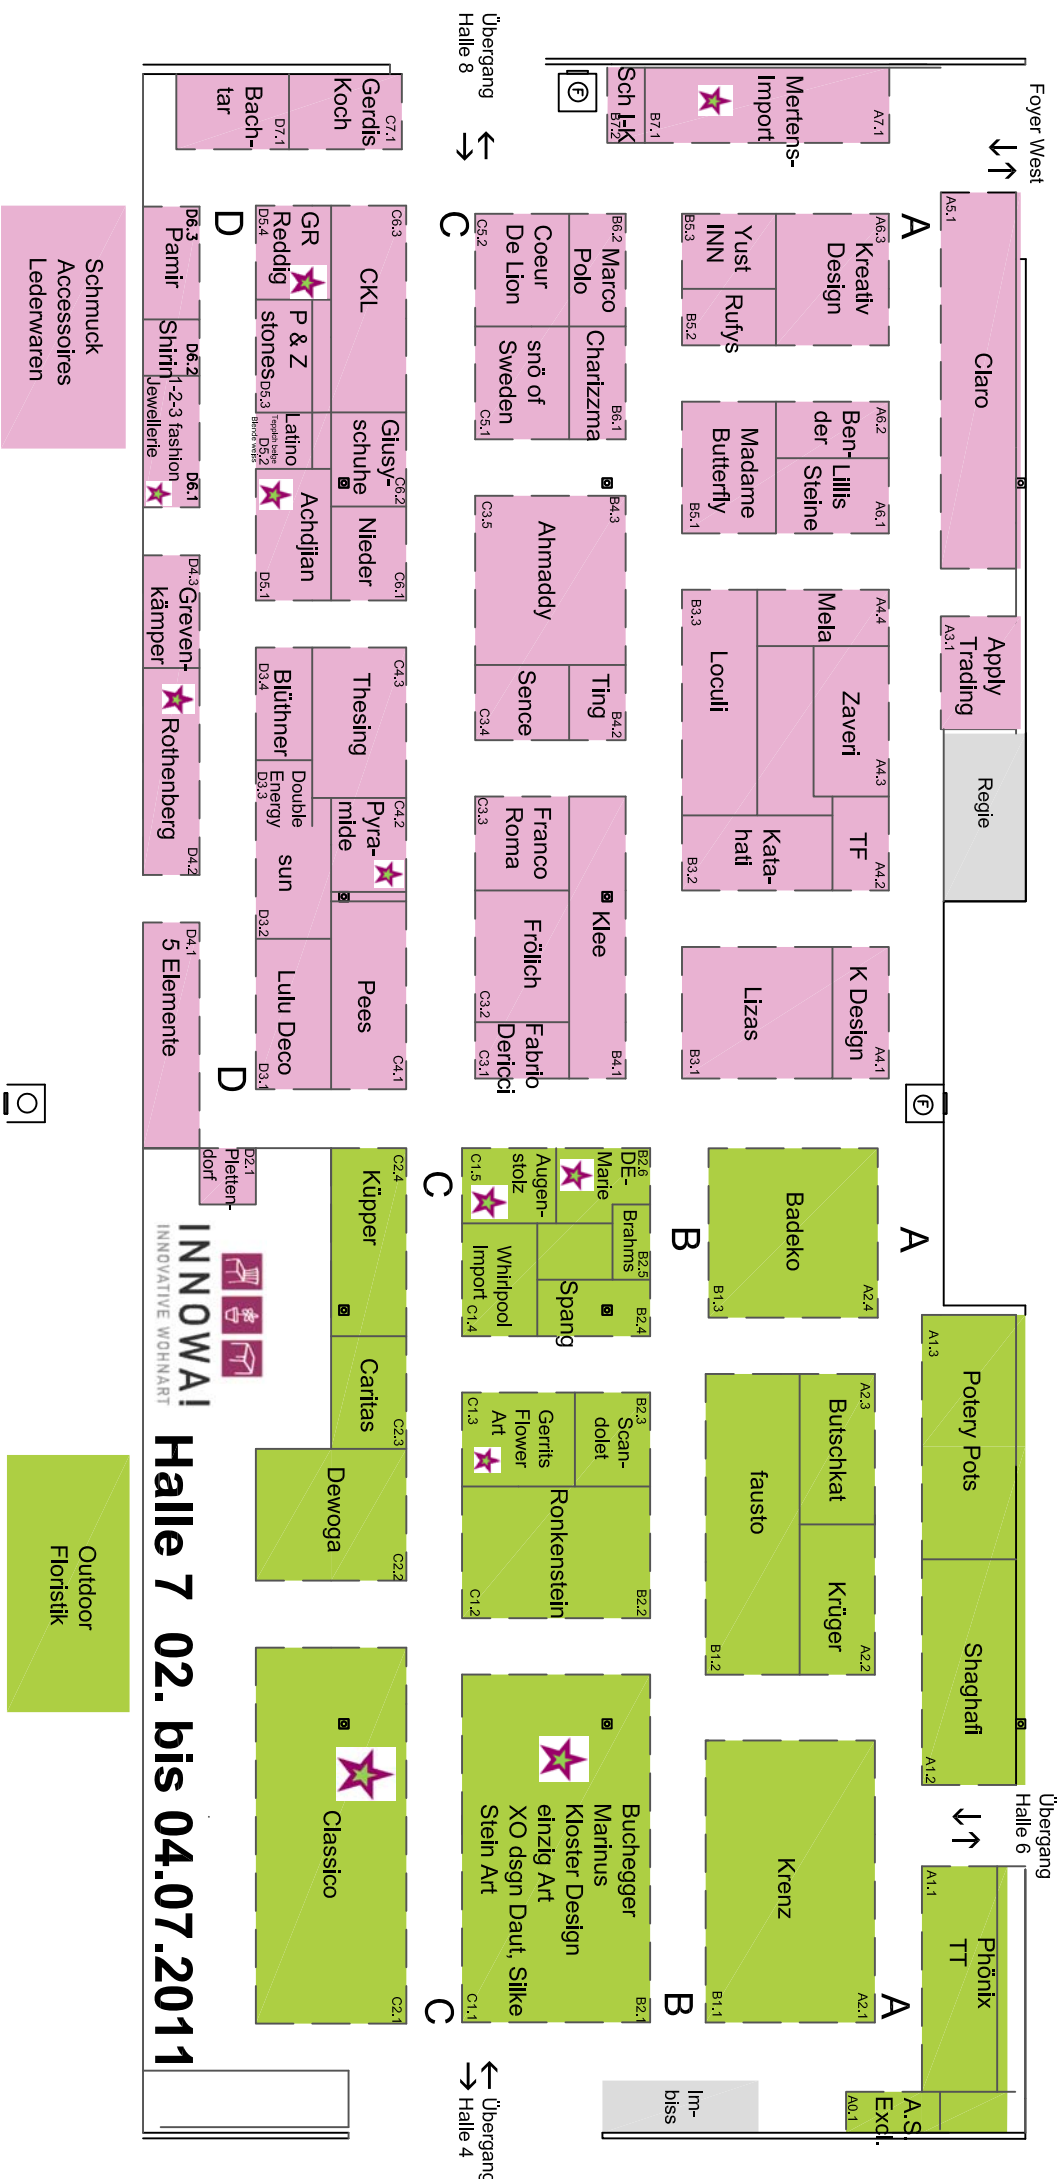 Foyer West
Übergang
Halle 8
F
A7.1
Mertens-
Import
B7.1
Sch I-K
B7.2
C7.1
Gerdis
Koch
D7.1
Bach-
tar
A
A5.1
Claro
A3.1
Apply
Trading
Regie
A6.3
Kreativ
Design
B5.3
Yust
INN
Rufys
B5.2
A6.2
Ben-
der
Lillis
Steine
A6.1
Madame
Butterfly
B5.1
A4.4
Mela
Zaveri
A4.3
B3.3
Loculi
TF
A4.2
Kata-
hati
B3.2
K Design
A4.1
Lizas
B3.1
C
B6.2
Marco
Polo
Coeur
De Lion
C5.2
Charizzma
B6.1
snö of
Sweden
C5.1
B4.3
Ahmaddy
C3.5
Ting
B4.2
Sence
C3.4
Franco
Roma
C3.3
Klee
B4.1
Frölich
C3.2
Fabrio
Dericci
C3.1
D
C6.3
CKL
GR
Reddig
D5.4
P & Z
stones
D5.3
Giusy-
schuhe
C6.2
Latino
Teppich beige
D5.2
Blende weiss
Nieder
C6.1
Achdjian
D5.1
C4.3
Thesing
Blüthner
D3.4
Double
Energy
D3.3
C4.2
Pyra-
mide
sun
D3.2
Pees
C4.1
Lulu Deco
D3.1
D
D6.3
Pamir
D6.2
Shirin
1-2-3 fashion
Jewellerie
D6.1
D4.3
Greven-
kämper
Rothenberg
D4.2
D4.1
5 Elemente
D2.1
Pletten-
dorf
Schmuck
Accessoires
Lederwaren
F
A
B
C
Badeko
A2.4
B1.3
A1.3
Potery Pots
Shaghafi
A1.2
A2.3
Butschkat
Krüger
A2.2
fausto
B1.2
Krenz
A2.1
B1.1
A
B
C
Übergang
Halle 6
A1.1
Phönix
TT
A.S.
Excl.
A0.1
B2.6
DE-
Marie
Brahms
B2.5
Augen-
stolz
C1.5
Spang
B2.4
Whirlpool
Import
C1.4
B2.3
Scan-
dolet
Gerrits
Flower
Art
C1.3
Ronkenstein
B2.2
C1.2
Buchegger
Marinus
Kloster Design
einzig Art
XO dsgn Daut, Silke
Stein Art
B2.1
C1.1
C2.4
Küpper
Caritas
C2.3
Dewoga
C2.2
Classico
C2.1
Im-
biss
Übergang
Halle 4
INNOWA!
INNOVATIVE WOHNART
Halle 7 02. bis 04.07.2011
Outdoor
Floristik